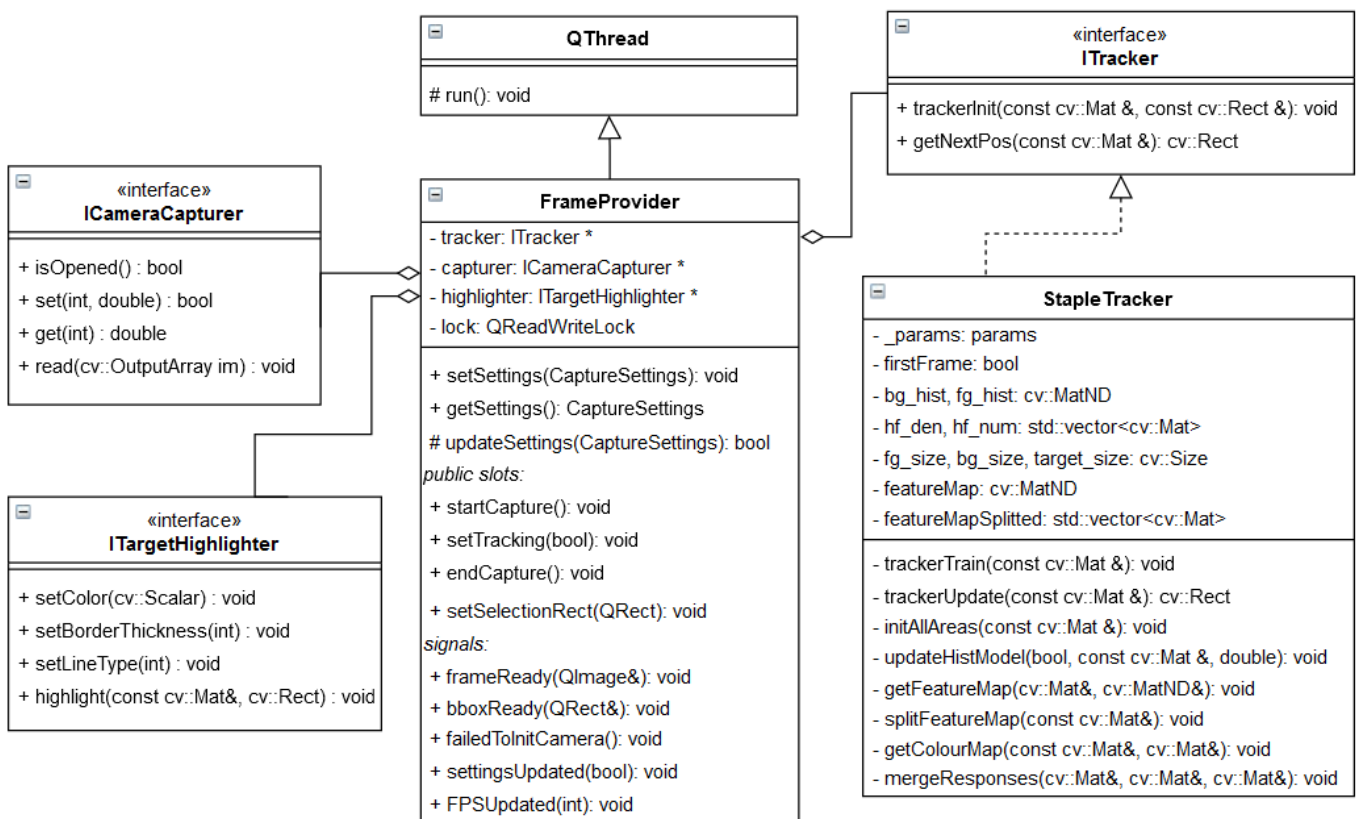 QThread
# run(): void
«interface»
ITracker
+ trackerInit(const cv::Mat &, const cv::Rect &): void
+ getNextPos(const cv::Mat &): cv::Rect
«interface»
ICameraCapturer
+ isOpened() : bool
+ set(int, double) : bool
+ get(int) : double
+ read(cv::OutputArray im) : void
FrameProvider
- tracker: ITracker *
- capturer: ICameraCapturer *
- highlighter: ITargetHighlighter *
- lock: QReadWriteLock
+ setSettings(CaptureSettings): void
+ getSettings(): CaptureSettings
# updateSettings(CaptureSettings): bool
public slots:
+ startCapture(): void
+ setTracking(bool): void
+ endCapture(): void
+ setSelectionRect(QRect): void
signals:
+ frameReady(QImage&): void
+ bboxReady(QRect&): void
+ failedToInitCamera(): void
+ settingsUpdated(bool): void
+ FPSUpdated(int): void
«interface»
ITargetHighlighter
+ setColor(cv::Scalar) : void
+ setBorderThickness(int) : void
+ setLineType(int) : void
+ highlight(const cv::Mat&, cv::Rect) : void
StapleTracker
- _params: params
- firstFrame: bool
- bg_hist, fg_hist: cv::MatND
- hf_den, hf_num: std::vector<cv::Mat>
- fg_size, bg_size, target_size: cv::Size
- featureMap: cv::MatND
- featureMapSplitted: std::vector<cv::Mat>
- trackerTrain(const cv::Mat &): void
- trackerUpdate(const cv::Mat &): cv::Rect
- initAllAreas(const cv::Mat &): void
- updateHistModel(bool, const cv::Mat &, double): void
- getFeatureMap(cv::Mat&, cv::MatND&): void
- splitFeatureMap(const cv::Mat&): void
- getColourMap(const cv::Mat&, cv::Mat&): void
- mergeResponses(cv::Mat&, cv::Mat&, cv::Mat&): void